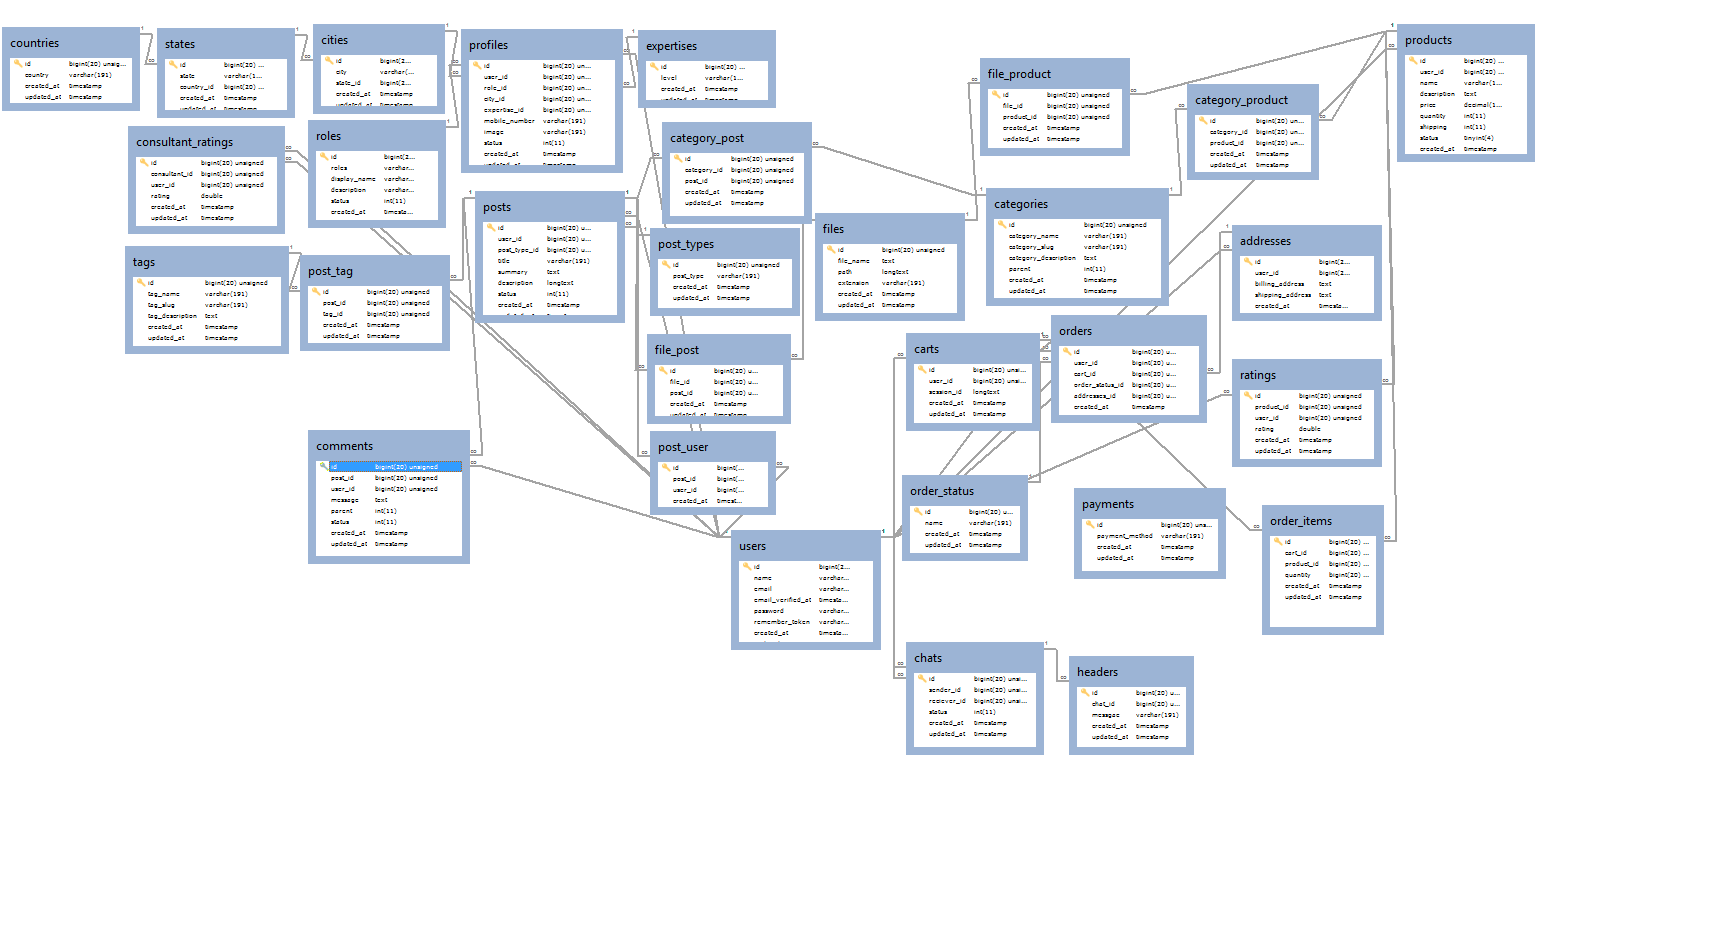 countries
id bigint(20) unsig...
country varchar(191)
created_at timestamp
updated_at timestamp
states
id bigint(20) ...
state varchar(1...
country_id bigint(20) ...
created_at timestamp
updated_at timestamp
cities
id bigint(2...
city varchar(...
state_id bigint(2...
created_at timestamp
updated_at timestamp
profiles
id bigint(20) un...
user_id bigint(20) un...
role_id bigint(20) un...
city_id bigint(20) un...
expertise_id bigint(20) un...
mobile_number varchar(191)
image varchar(191)
status int(11)
created_at timestamp
updated_at timestamp
expertises
id bigint(20) ...
level varchar(1...
created_at timestamp
consultant_ratings
id bigint(20) unsigned
consultant_id bigint(20) unsigned
user_id bigint(20) unsigned
rating double
created_at timestamp
updated_at timestamp
roles
id bigint(2...
roles varchar...
display_name varchar...
description varchar...
status int(11)
created_at timesta...
category_post
id bigint(20) unsigned
category_id bigint(20) unsigned
post_id bigint(20) unsigned
created_at timestamp
updated_at timestamp
file_product
id bigint(20) unsigned
file_id bigint(20) unsigned
product_id bigint(20) unsigned
created_at timestamp
updated_at timestamp
category_product
id bigint(20) un...
category_id bigint(20) un...
product_id bigint(20) un...
created_at timestamp
updated_at timestamp
products
id bigint(20) ...
user_id bigint(20) ...
name varchar(1...
description text
price decimal(1...
quantity int(11)
shipping int(11)
status tinyint(4)
created_at timestamp
tags
id bigint(20) unsigned
tag_name varchar(191)
tag_slug varchar(191)
tag_description text
created_at timestamp
updated_at timestamp
post_tag
id bigint(20) unsigned
post_id bigint(20) unsigned
tag_id bigint(20) unsigned
created_at timestamp
updated_at timestamp
posts
id bigint(20) u...
user_id bigint(20) u...
post_type_id bigint(20) u...
title varchar(191)
summary text
description longtext
status int(11)
created_at timestamp
post_types
id bigint(20) unsigned
post_type varchar(191)
created_at timestamp
updated_at timestamp
files
id bigint(20) unsigned
file_name text
path longtext
extension varchar(191)
created_at timestamp
updated_at timestamp
categories
id bigint(20) unsigned
category_name varchar(191)
category_slug varchar(191)
category_description text
parent int(11)
created_at timestamp
updated_at timestamp
addresses
id bigint(2...
user_id bigint(2...
billing_address text
shipping_address text
created_at timesta...
file_post
id bigint(20) u...
file_id bigint(20) u...
post_id bigint(20) u...
created_at timestamp
updated_at timestamp
carts
id bigint(20) unsi...
user_id bigint(20) unsi...
session_id longtext
created_at timestamp
updated_at timestamp
orders
id bigint(20) u...
user_id bigint(20) u...
cart_id bigint(20) u...
order_status_id bigint(20) u...
addresses_id bigint(20) u...
created_at timestamp
ratings
id bigint(20) unsigned
product_id bigint(20) unsigned
user_id bigint(20) unsigned
rating double
created_at timestamp
updated_at timestamp
comments
id bigint(20) unsigned
post_id bigint(20) unsigned
user_id bigint(20) unsigned
message text
parent int(11)
status int(11)
created_at timestamp
updated_at timestamp
post_user
id bigint(...
post_id bigint(...
user_id bigint(...
created_at timest...
order_status
id bigint(20) u...
name varchar(191)
created_at timestamp
updated_at timestamp
payments
id bigint(20) uns...
payment_method varchar(191)
created_at timestamp
updated_at timestamp
order_items
id bigint(20) ...
cart_id bigint(20) ...
product_id bigint(20) ...
quantity bigint(20) ...
created_at timestamp
updated_at timestamp
users
id bigint(2...
name varchar...
email varchar...
email_verified_at timesta...
password varchar...
remember_token varchar...
created_at timesta...
chats
id bigint(20) unsi...
sender_id bigint(20) unsi...
reciever_id bigint(20) unsi...
status int(11)
created_at timestamp
updated_at timestamp
headers
id bigint(20) u...
chat_id bigint(20) u...
messgae varchar(191)
created_at timestamp
updated_at timestamp